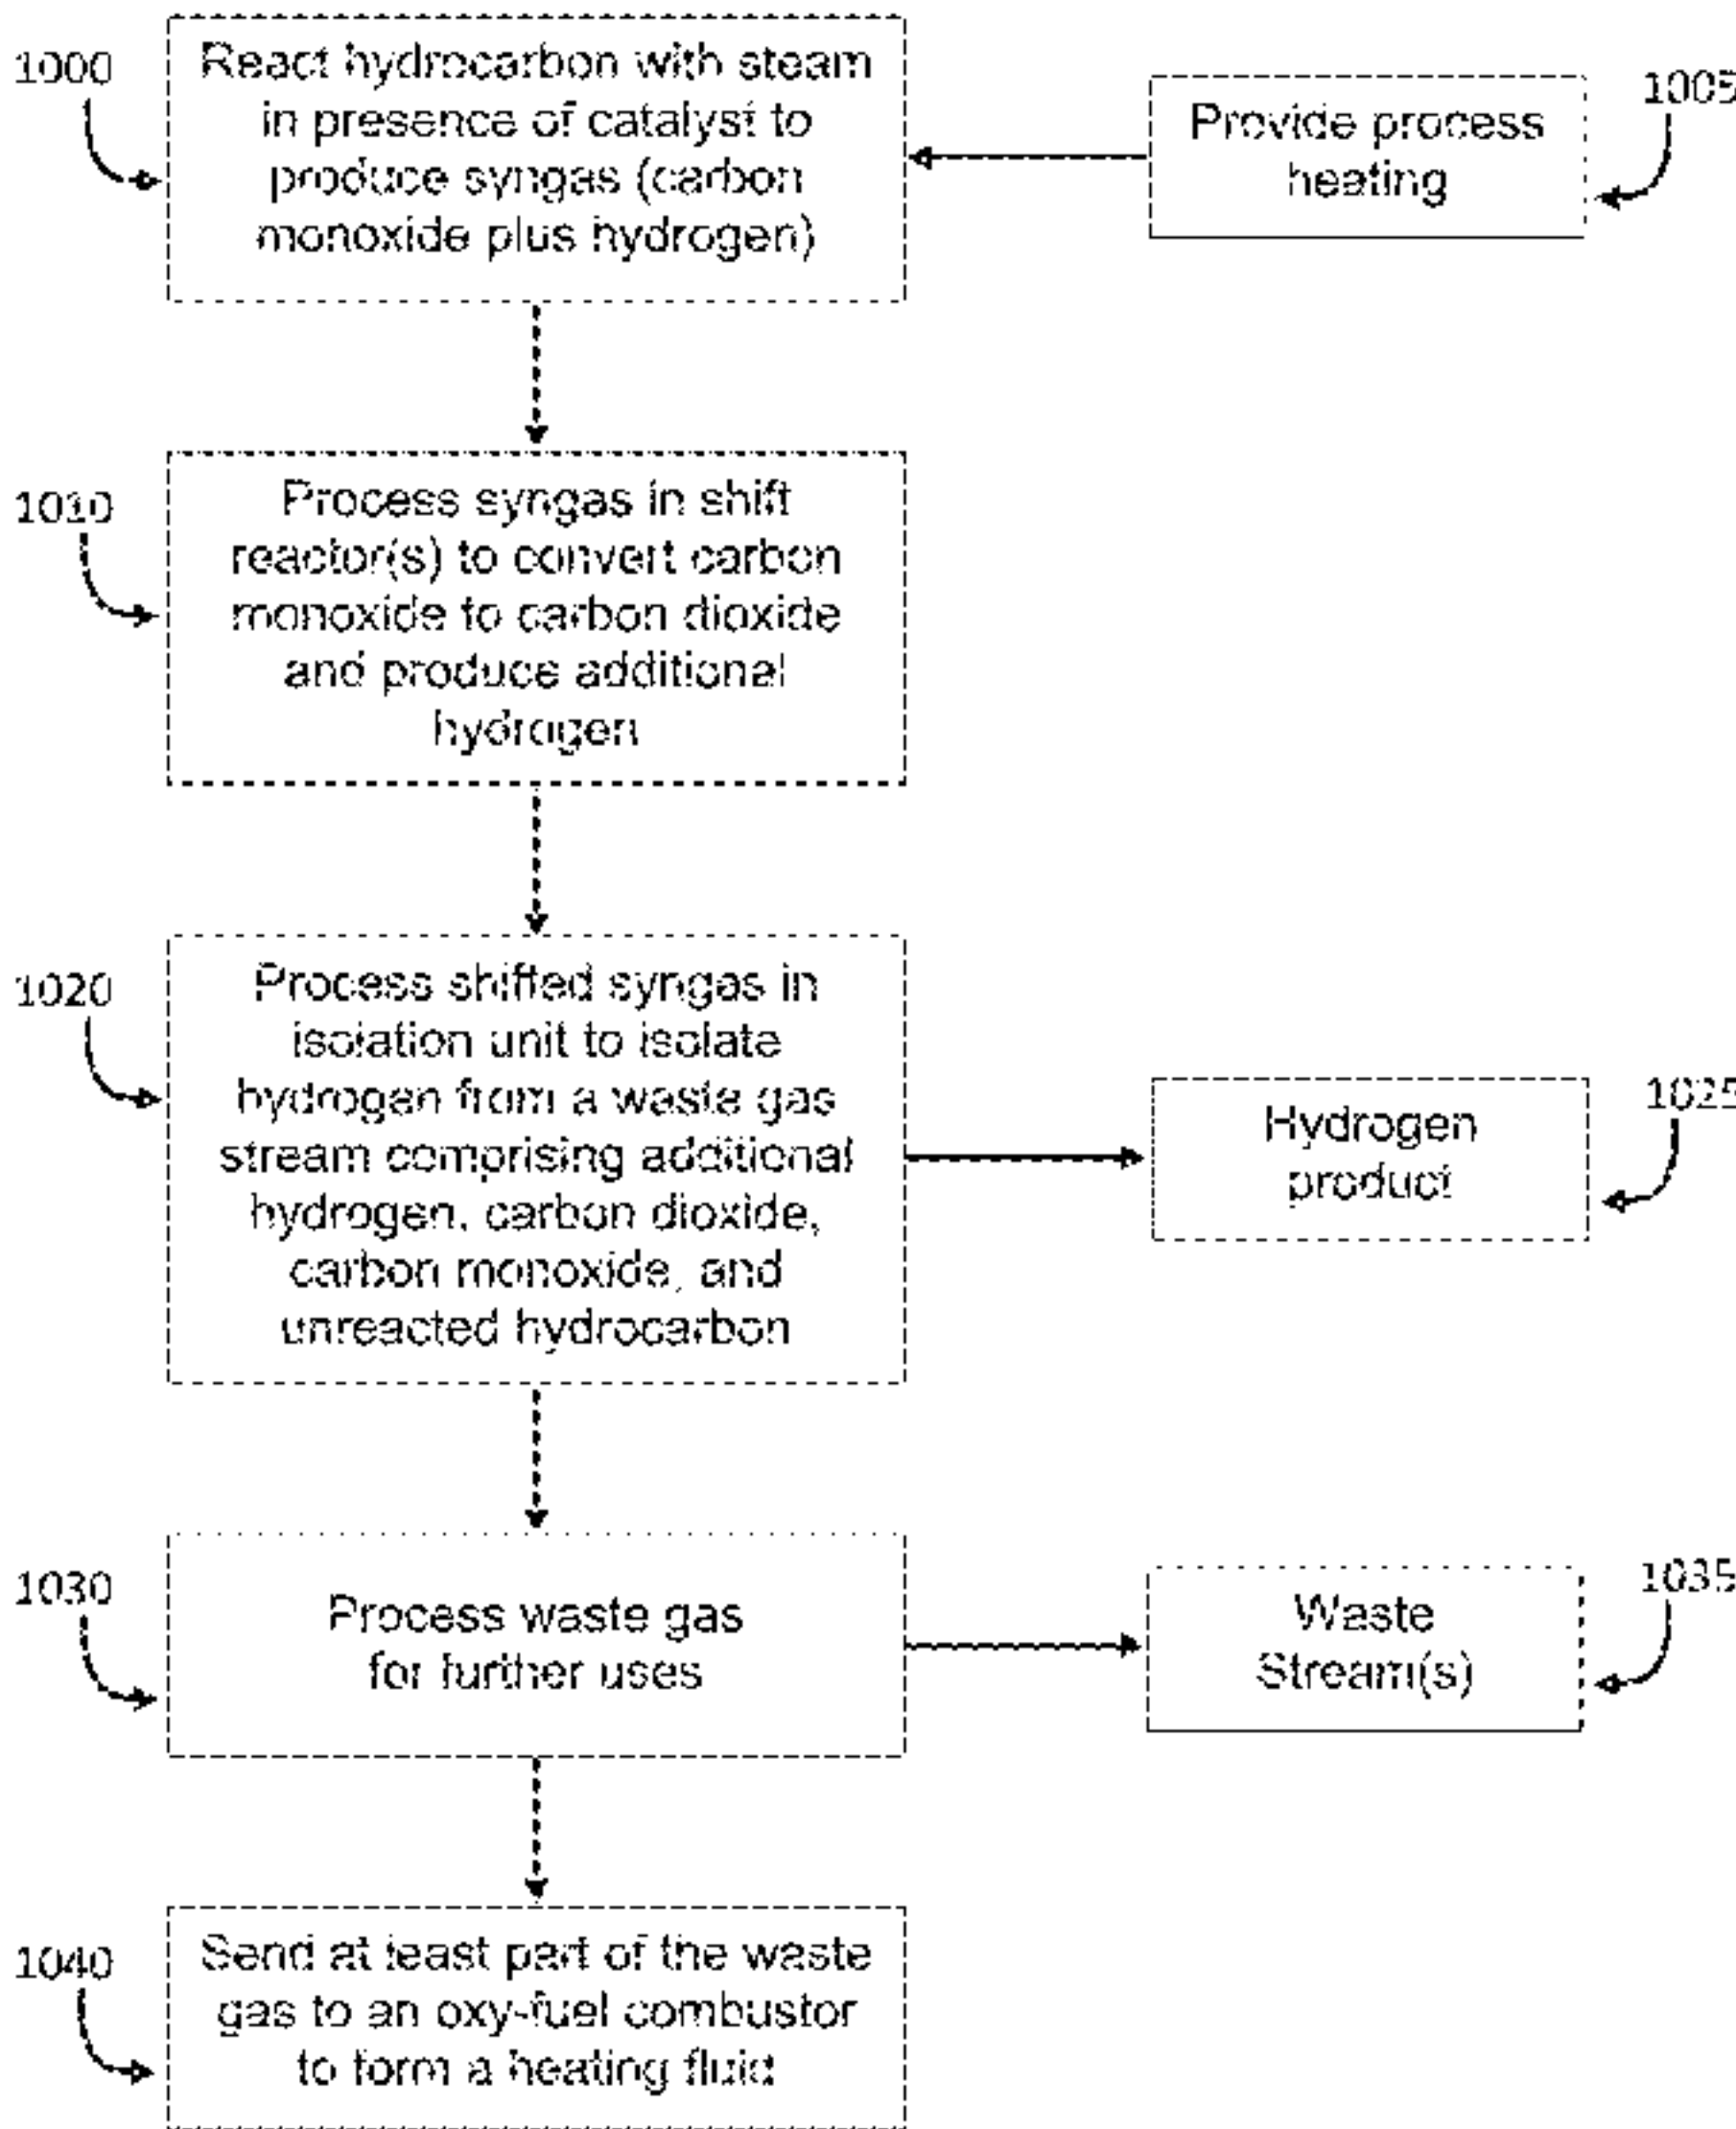 1000
React hydrocarbon with steam
in presence of catalyst to
produce syngas (carbon
monoxide plus hydrogen)
Provide process
heating
1005
1010
Process syngas in shift
reactor(s) to convert carbon
monoxide to carbon dioxide
and produce additional
hydrogen
1020
Process shifted syngas in
isolation unit to isolate
hydrogen from a waste gas
stream comprising additional
hydrogen, carbon dioxide,
carbon monoxide, and
unreacted hydrocarbon
Hydrogen
product
1025
1030
Process waste gas
for further uses
Waste
Stream(s)
1035
1040
Send at least part of the waste
gas to an oxy-fuel combustor
to form a heating fluid